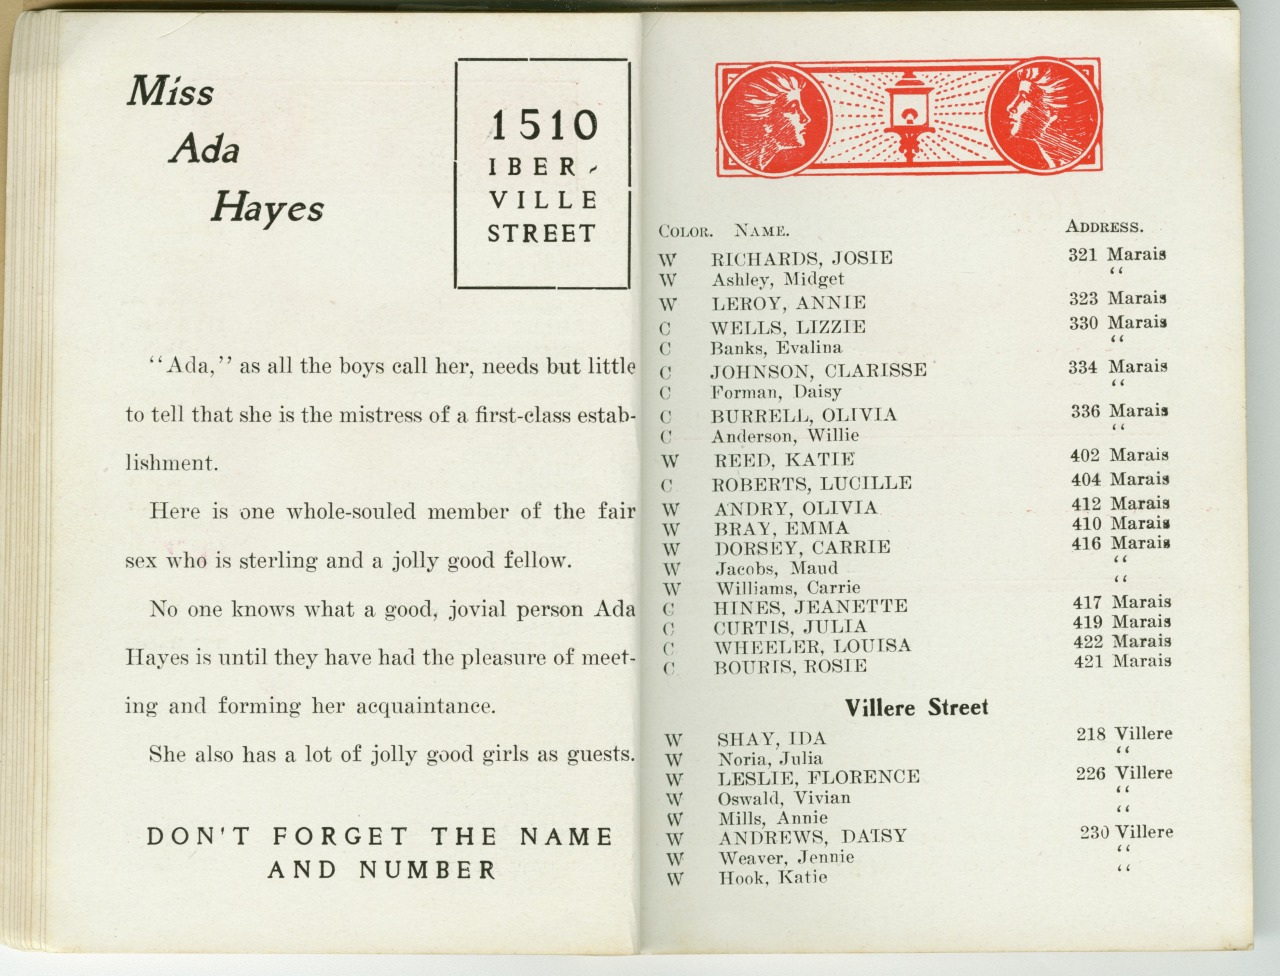 Miss
Ada
Hayes
1510
IBER-
VILLE
STREET
"Ada," as all the boys call her, needs but little
to tell that she is the mistress of a first-class estab-
lishment.
Here is one whole-souled member of the fair
sex who is sterling and a jolly good fellow.
No one knows what a good, jovial person Ada
Hayes is until they have had the pleasure of meet-
ing and forming her acquaintance.
She also has a lot of jolly good girls as guests.
DON'T FORGET THE NAME
AND NUMBER
COLOR. NAME. ADDRESS.
W RICHARDS, JOSIE 321 Marais
W Ashley, Midget "
W LEROY, ANNIE 323 Marais
C WELLS, LIZZIE 330 Marais
C Banks, Evalina "
C JOHNSON, CLARISSE 334 Marais
C Forman, Daisy "
C BURRELL, OLIVIA 336 Marais
C Anderson, Willie "
W REED, KATIE 402 Marais
C ROBERTS, LUCILLE 404 Marais
W ANDRY, OLIVIA 412 Marais
W BRAY, EMMA 410 Marais
W DORSEY, CARRIE 416 Marais
W Jacobs, Maud "
W Williams, Carrie "
C HINES, JEANETTE 417 Marais
C CURTIS, JULIA 419 Marais
C WHEELER, LOUISA 422 Marais
C BOURIS, ROSIE 421 Marais
Villere Street
W SHAY, IDA 218 Villere
W Noria, Julia "
W LESLIE, FLORENCE 226 Villere
W Oswald, Vivian "
W Mills, Annie "
W ANDREWS, DAISY 230 Villere
W Weaver, Jennie "
W Hook, Katie "